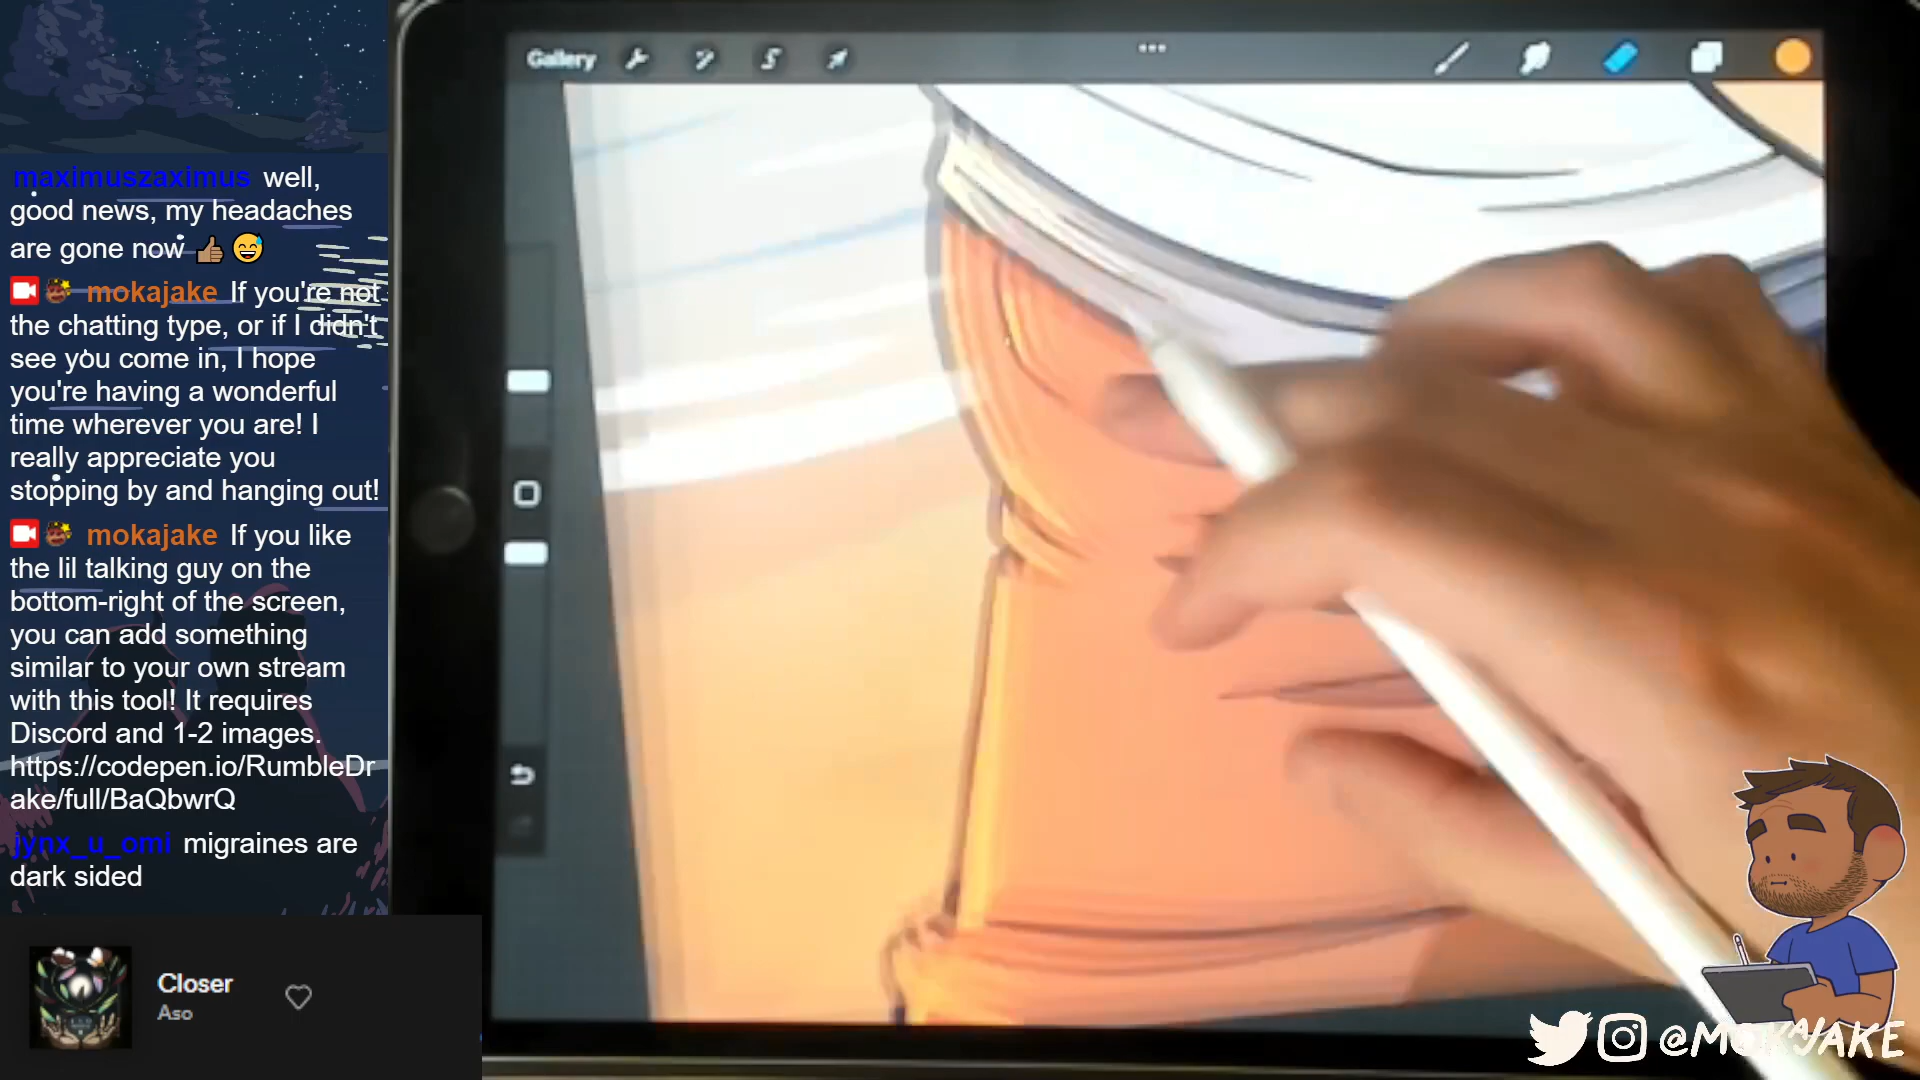 maximuszaximus well,
good news, my headaches
are gone now 👍🏽😅
mokajake If you're not
the chatting type, or if I didn't
see you come in, I hope
you're having a wonderful
time wherever you are! I
really appreciate you
stopping by and hanging out!
mokajake If you like
the lil talking guy on the
bottom-right of the screen,
you can add something
similar to your own stream
with this tool! It requires
Discord and 1-2 images.
https://codepen.io/RumbleDr
ake/full/BaQbwrQ
jynx_u_omi migraines are
dark sided
Closer
Aso
Gallery
@MOKAJAKE